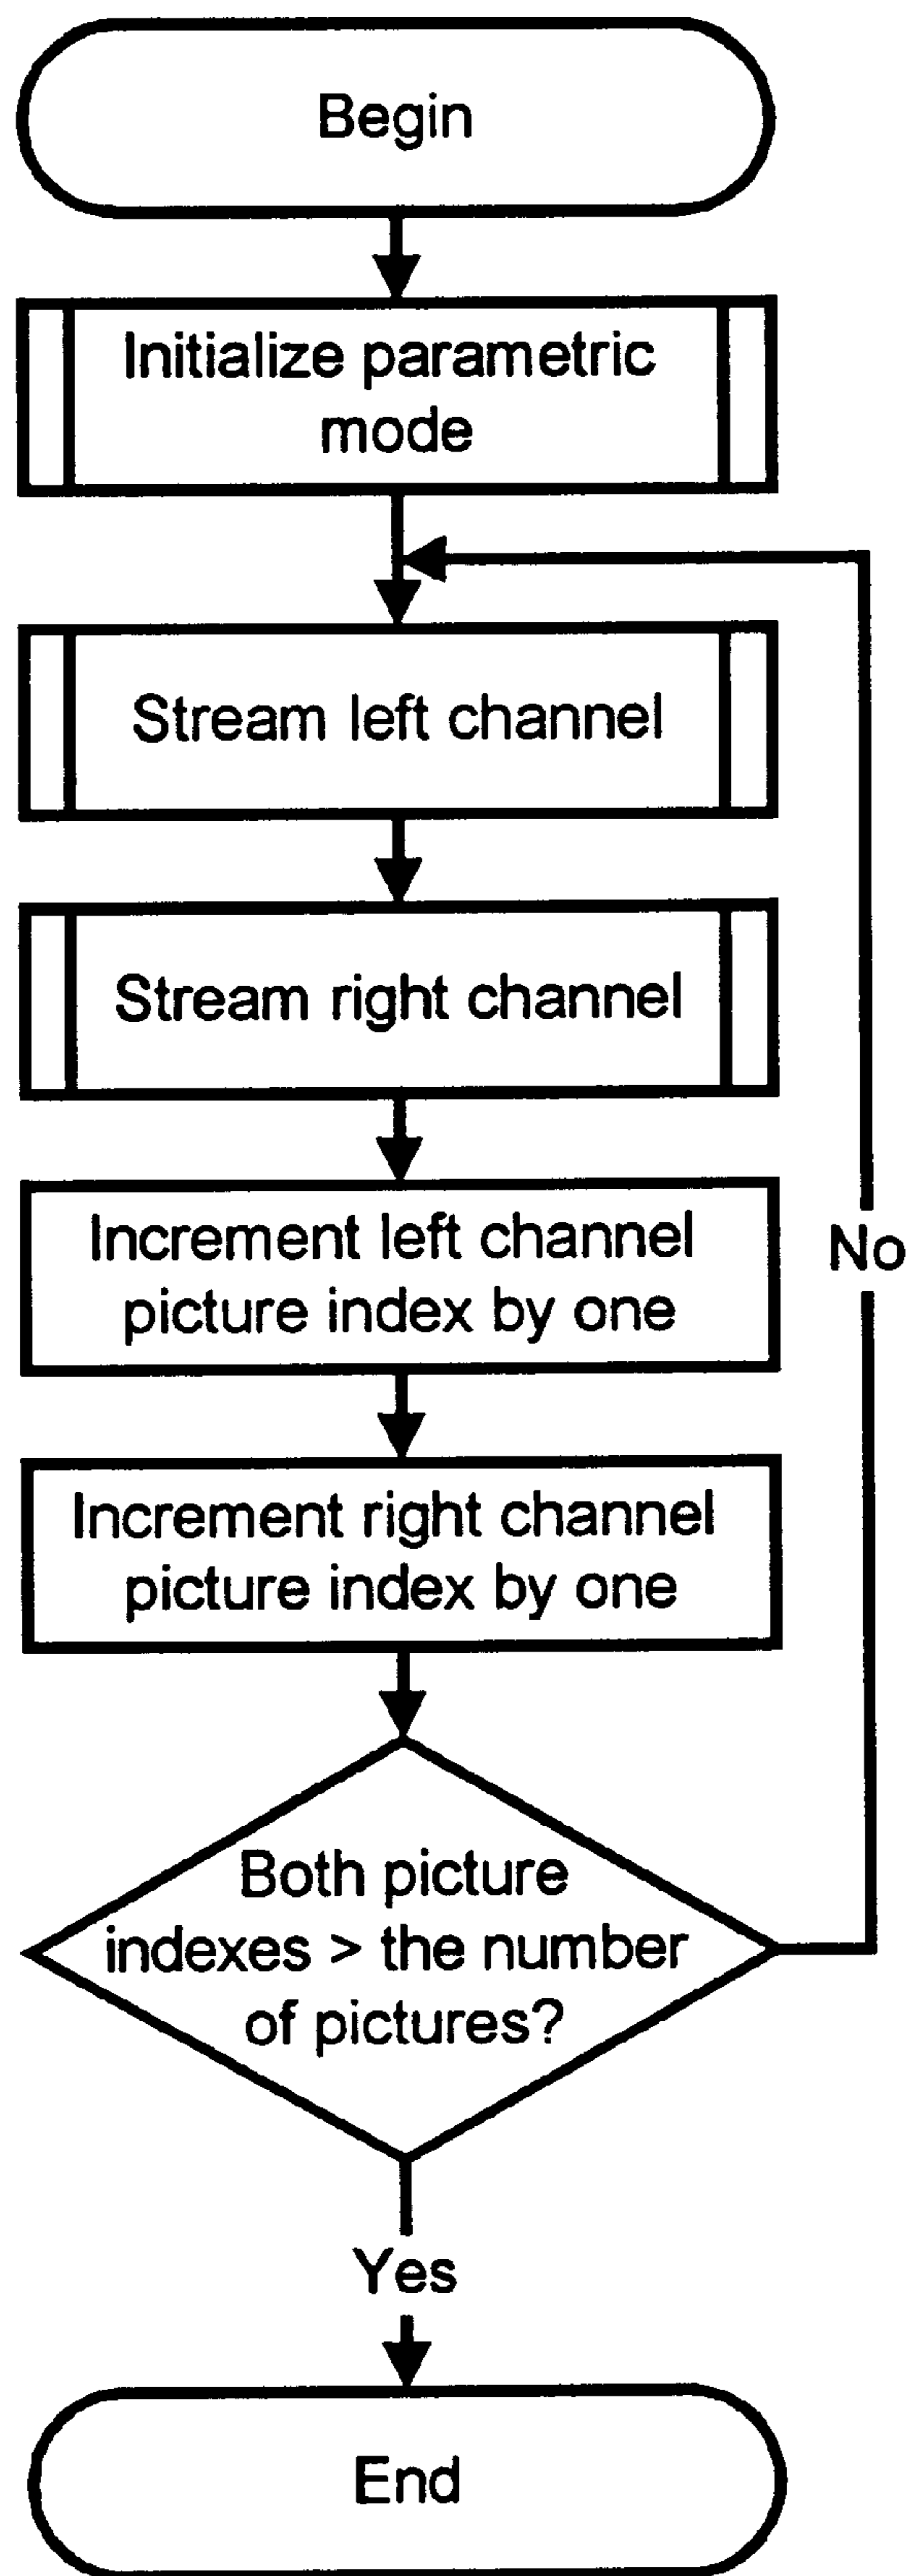 Begin
Initialize parametric
mode
Stream left channel
Stream right channel
Increment left channel
picture index by one
No
Increment right channel
picture index by one
Both picture
indexes > the number
of pictures?
Yes
End